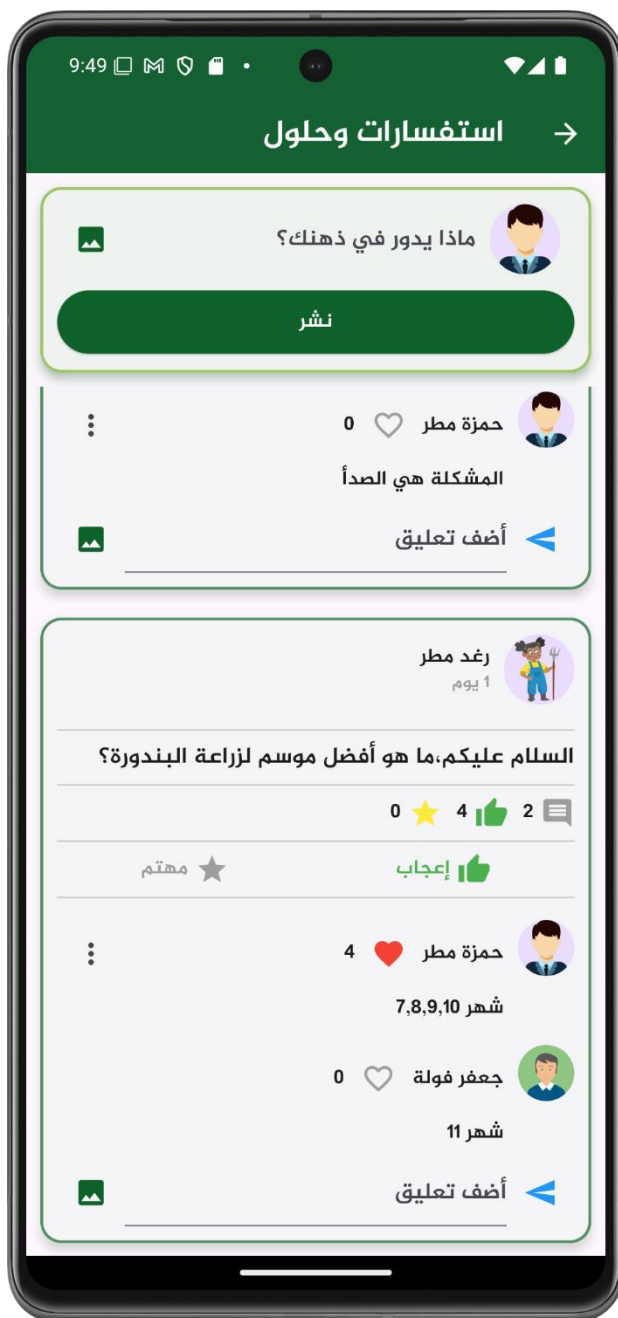 9:49
استفسارات وحلول
ماذا يدور في ذهنك؟
نشر
حمزة مطر 0
المشكلة هي الصدأ
أضف تعليق
رغد مطر
1 يوم
السلام عليكم،ما هو أفضل موسم لزراعة البندورة؟
2 4 0
إعجاب مهتم
حمزة مطر 4
شهر 7,8,9,10
جعفر فولة 0
شهر 11
أضف تعليق